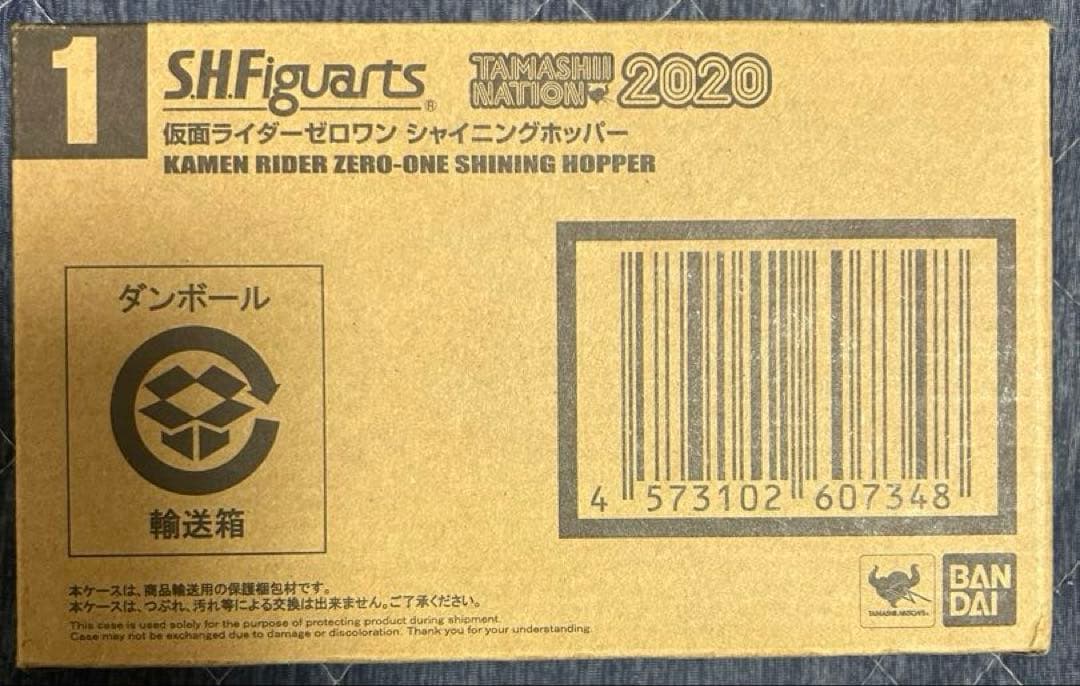 1
S.H.Figuarts®
TAMASHII NATION 2020
仮面ライダーゼロワン シャイニングホッパー
KAMEN RIDER ZERO-ONE SHINING HOPPER
ダンボール
輸送箱
4 573102 607348
本ケースは、商品輸送用の保護梱包材です。
本ケースは、つぶれ、汚れ等による交換は出来ません。ご了承ください。
This case is used solely for the purpose of protecting product during shipment.
Case may not be exchanged due to damage or discoloration. Thank you for your understanding.
TAMASHII NATIONS
BAN
DAI